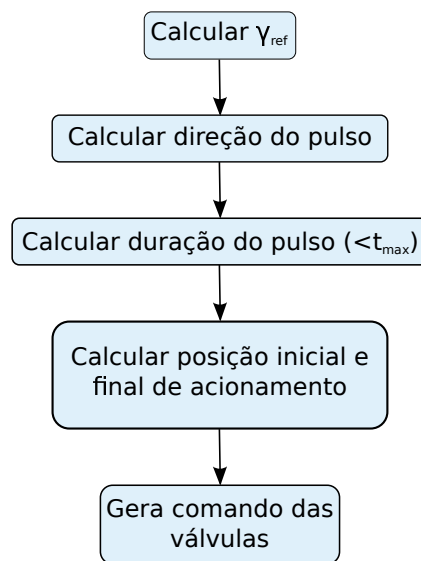 Calcular γref
Calcular direção do pulso
Calcular duração do pulso (<tmax)
Calcular posição inicial e
final de acionamento
Gera comando das
válvulas